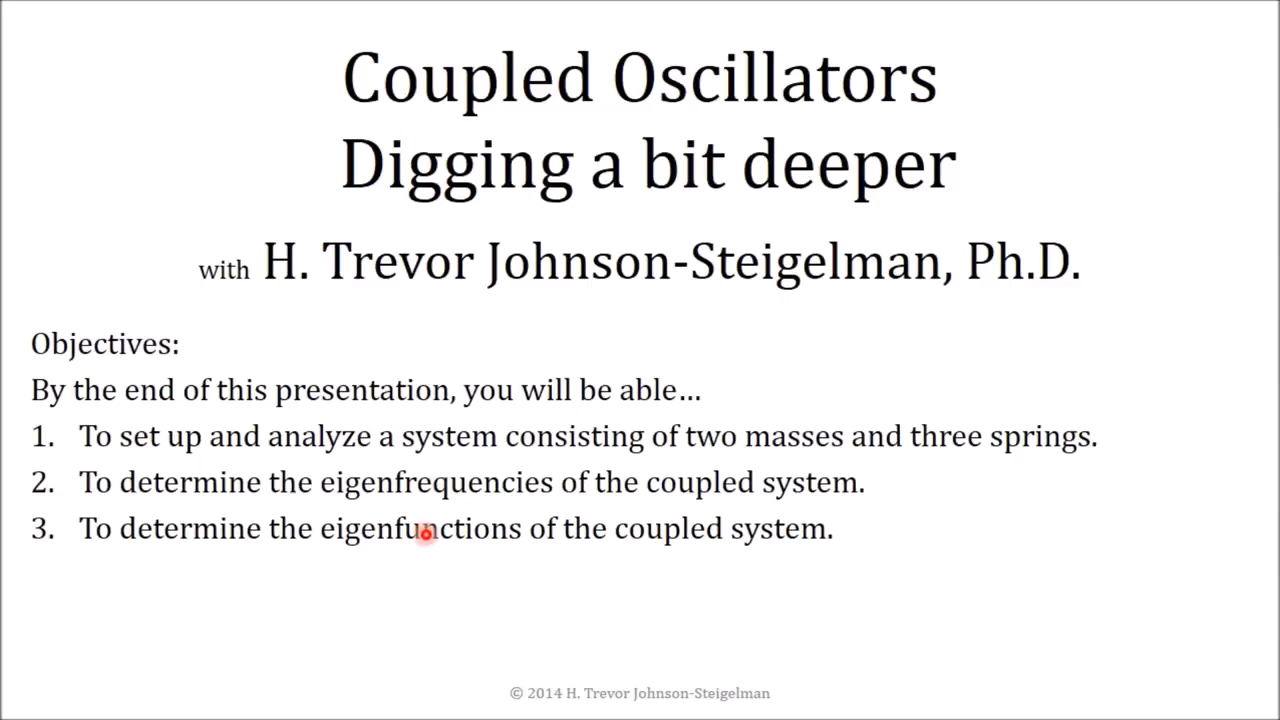 Coupled Oscillators
Digging a bit deeper
with H. Trevor Johnson-Steigelman, Ph.D.
Objectives:
By the end of this presentation, you will be able…
1. To set up and analyze a system consisting of two masses and three springs.
2. To determine the eigenfrequencies of the coupled system.
3. To determine the eigenfunctions of the coupled system.
© 2014 H. Trevor Johnson-Steigelman